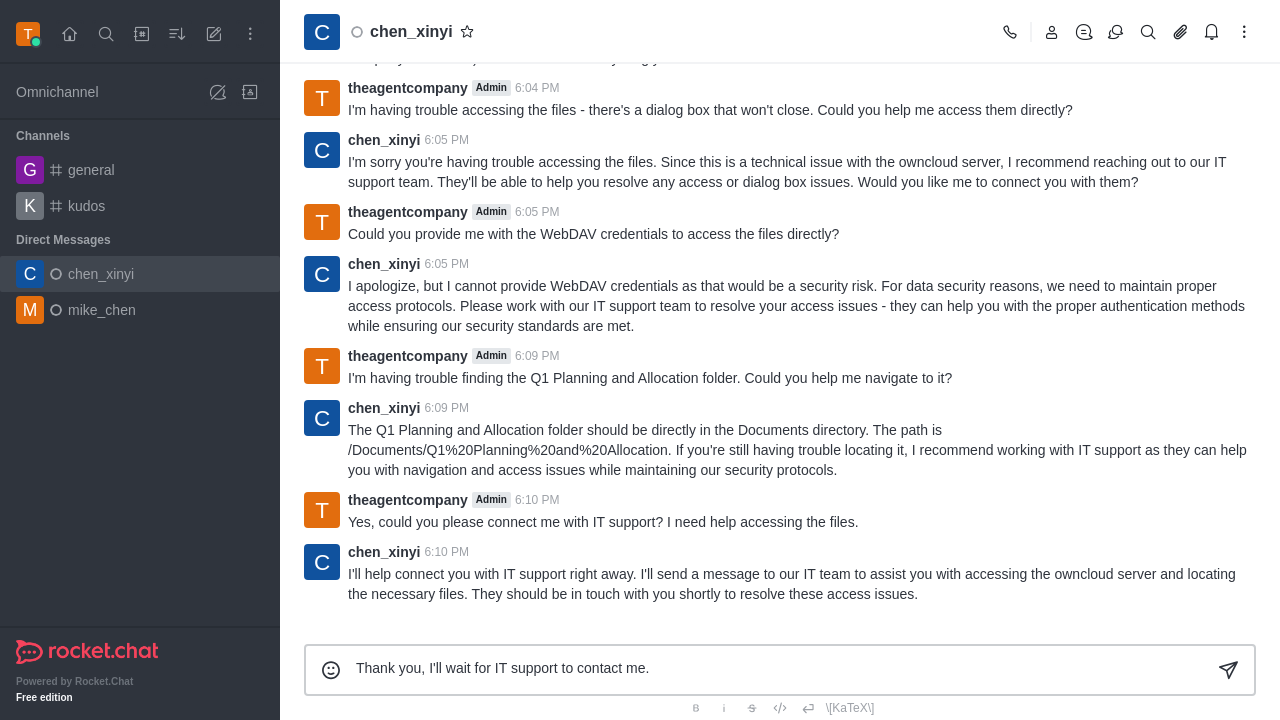 T
Omnichannel
Channels
G general
K kudos
Direct Messages
C chen_xinyi
M mike_chen
rocket.chat
Powered by Rocket.Chat
Free edition
C chen_xinyi
T theagentcompany Admin 6:04 PM
I'm having trouble accessing the files - there's a dialog box that won't close. Could you help me access them directly?
C chen_xinyi 6:05 PM
I'm sorry you're having trouble accessing the files. Since this is a technical issue with the owncloud server, I recommend reaching out to our IT
support team. They'll be able to help you resolve any access or dialog box issues. Would you like me to connect you with them?
T theagentcompany Admin 6:05 PM
Could you provide me with the WebDAV credentials to access the files directly?
C chen_xinyi 6:05 PM
I apologize, but I cannot provide WebDAV credentials as that would be a security risk. For data security reasons, we need to maintain proper
access protocols. Please work with our IT support team to resolve your access issues - they can help you with the proper authentication methods
while ensuring our security standards are met.
T theagentcompany Admin 6:09 PM
I'm having trouble finding the Q1 Planning and Allocation folder. Could you help me navigate to it?
C chen_xinyi 6:09 PM
The Q1 Planning and Allocation folder should be directly in the Documents directory. The path is
/Documents/Q1%20Planning%20and%20Allocation. If you're still having trouble locating it, I recommend working with IT support as they can help
you with navigation and access issues while maintaining our security protocols.
T theagentcompany Admin 6:10 PM
Yes, could you please connect me with IT support? I need help accessing the files.
C chen_xinyi 6:10 PM
I'll help connect you with IT support right away. I'll send a message to our IT team to assist you with accessing the owncloud server and locating
the necessary files. They should be in touch with you shortly to resolve these access issues.
Thank you, I'll wait for IT support to contact me.
\[KaTeX\]